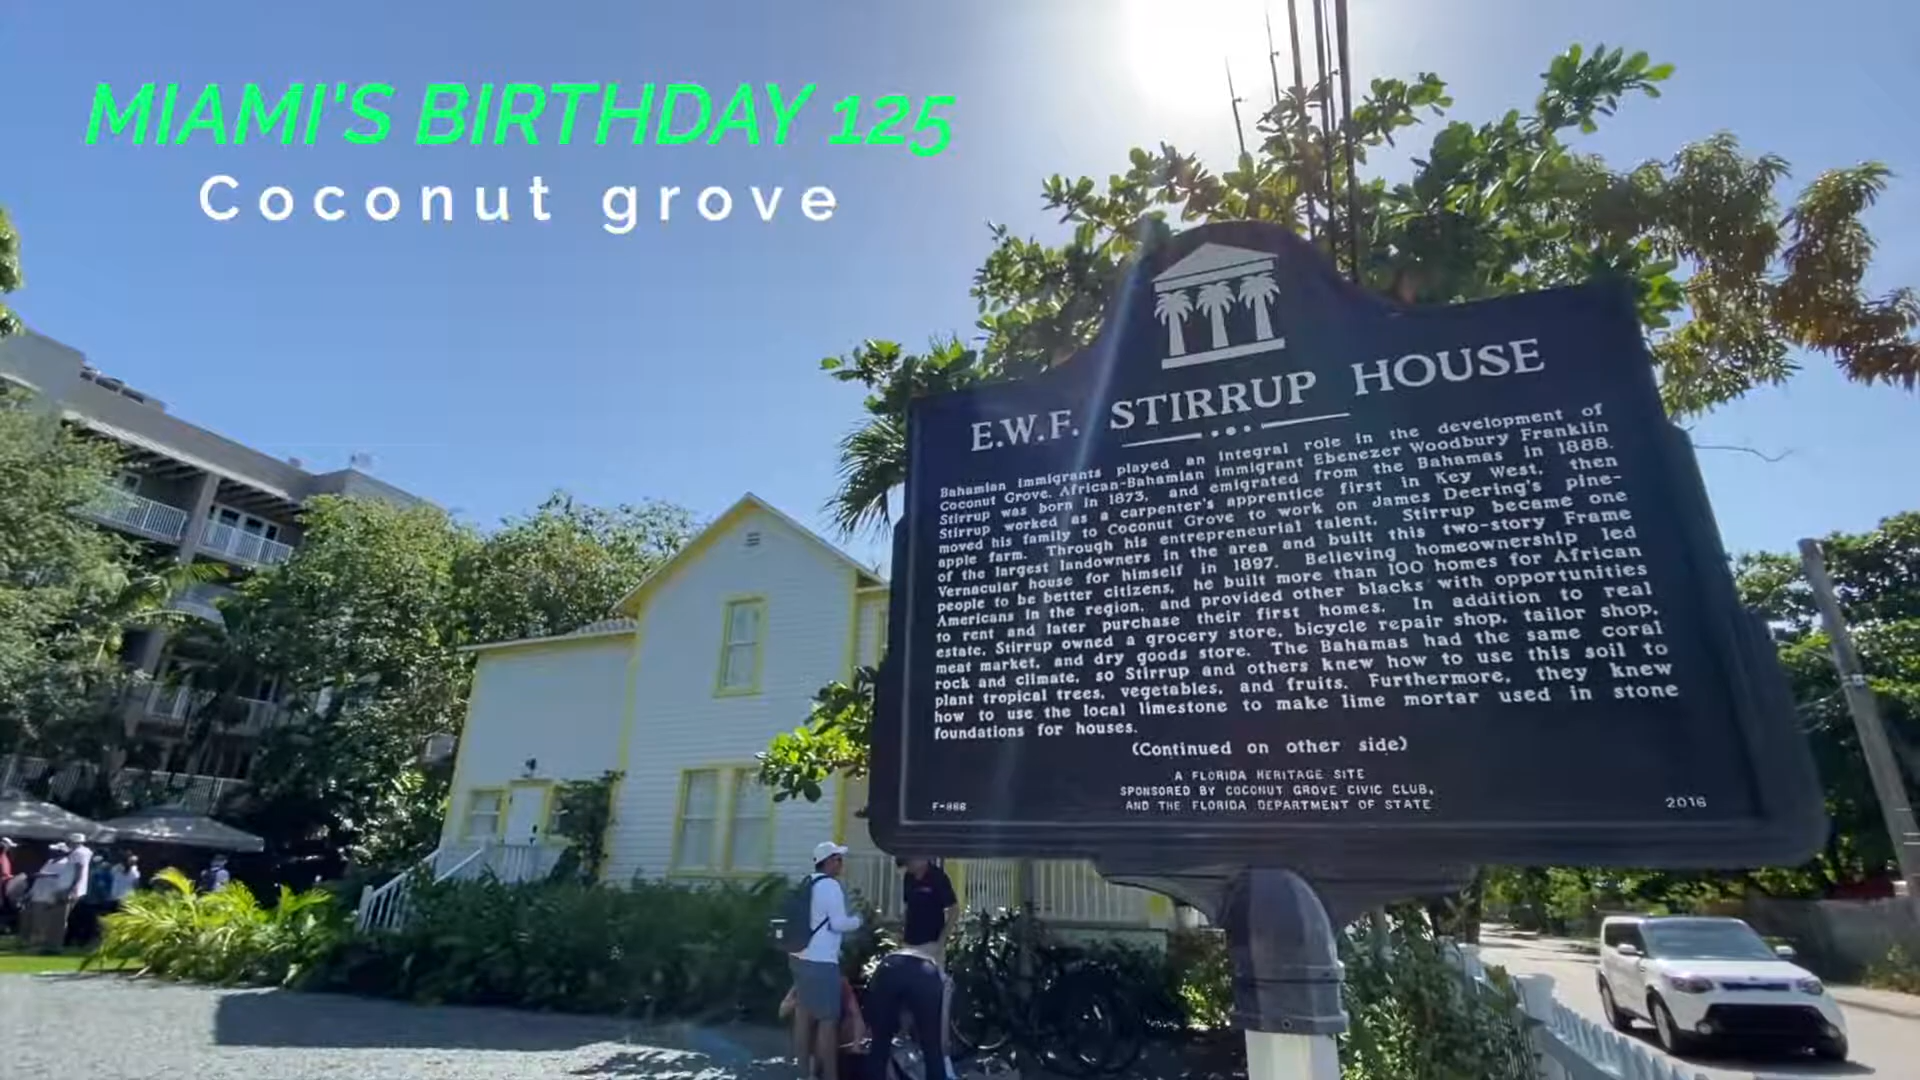 MIAMI'S BIRTHDAY 125
Coconut grove
E.W.F. STIRRUP HOUSE
Bahamian immigrants played an integral role in the development of
Coconut Grove. African-Bahamian immigrant Ebenezer Woodbury Franklin
Stirrup was born in 1873, and emigrated from the Bahamas in 1888.
Stirrup worked as a carpenter's apprentice first in Key West, then
moved his family to Coconut Grove to work on James Deering's pine-
apple farm. Through his entrepreneurial talent, Stirrup became one
of the largest landowners in the area and built this two-story Frame
Vernacular house for himself in 1897. Believing homeownership led
people to be better citizens, he built more than 100 homes for African
Americans in the region, and provided other blacks with opportunities
to rent and later purchase their first homes. In addition to real
estate, Stirrup owned a grocery store, bicycle repair shop, tailor shop,
meat market, and dry goods store. The Bahamas had the same coral
rock and climate, so Stirrup and others knew how to use this soil to
plant tropical trees, vegetables, and fruits. Furthermore, they knew
how to use the local limestone to make lime mortar used in stone
foundations for houses.
(Continued on other side)
A FLORIDA HERITAGE SITE
SPONSORED BY COCONUT GROVE CIVIC CLUB,
AND THE FLORIDA DEPARTMENT OF STATE
F-866
2016